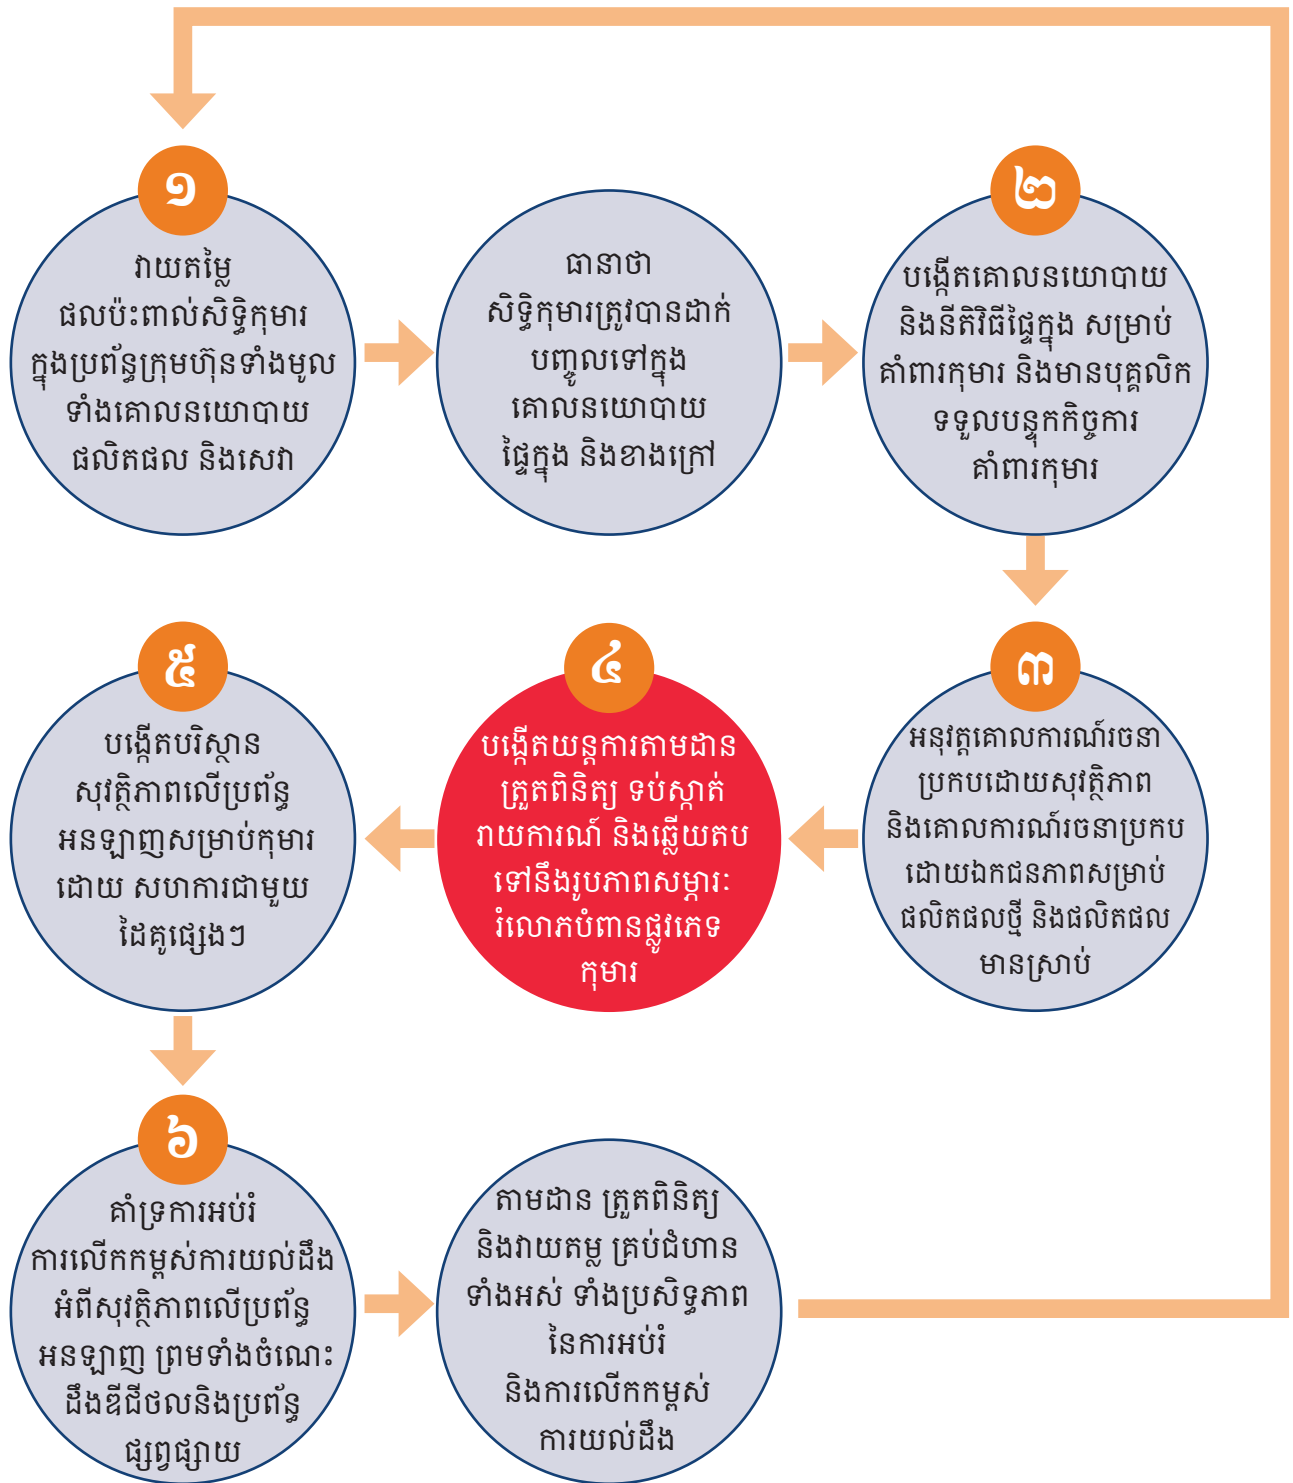 ១
វាយតម្លៃ
ផលប៉ះពាល់សិទ្ធិកុមារ
ក្នុងប្រព័ន្ធក្រុមហ៊ុនទាំងមូល
ទាំងគោលនយោបាយ
ផលិតផល និងសេវា
ធានាថា
សិទ្ធិកុមារត្រូវបានដាក់
បញ្ចូលទៅក្នុង
គោលនយោបាយ
ផ្ទៃក្នុង និងខាងក្រៅ
២
បង្កើតគោលនយោបាយ
និងនីតិវិធីផ្ទៃក្នុង សម្រាប់
គាំពារកុមារ និងមានបុគ្គលិក
ទទួលបន្ទុកកិច្ចការ
គាំពារកុមារ
៣
អនុវត្តគោលការណ៍រចនា
ប្រកបដោយសុវត្ថិភាព
និងគោលការណ៍រចនាប្រកប
ដោយឯកជនភាពសម្រាប់
ផលិតផលថ្មី និងផលិតផល
មានស្រាប់
៤
បង្កើតយន្តការតាមដាន
ត្រួតពិនិត្យ ទប់ស្កាត់
រាយការណ៍ និងឆ្លើយតប
ទៅនឹងរូបភាពសម្ភារៈ
រំលោភបំពានផ្លូវភេទ
កុមារ
៥
បង្កើតបរិស្ថាន
សុវត្ថិភាពលើប្រព័ន្ធ
អនឡាញសម្រាប់កុមារ
ដោយ សហការជាមួយ
ដៃគូផ្សេងៗ
៦
គាំទ្រការអប់រំ
ការលើកកម្ពស់ការយល់ដឹង
អំពីសុវត្ថិភាពលើប្រព័ន្ធ
អនឡាញ ព្រមទាំងចំណេះ
ដឹងឌីជីថលនិងប្រព័ន្ធ
ផ្សព្វផ្សាយ
តាមដាន ត្រួតពិនិត្យ
និងវាយតម្ល គ្រប់ជំហាន
ទាំងអស់ ទាំងប្រសិទ្ធភាព
នៃការអប់រំ
និងការលើកកម្ពស់
ការយល់ដឹង